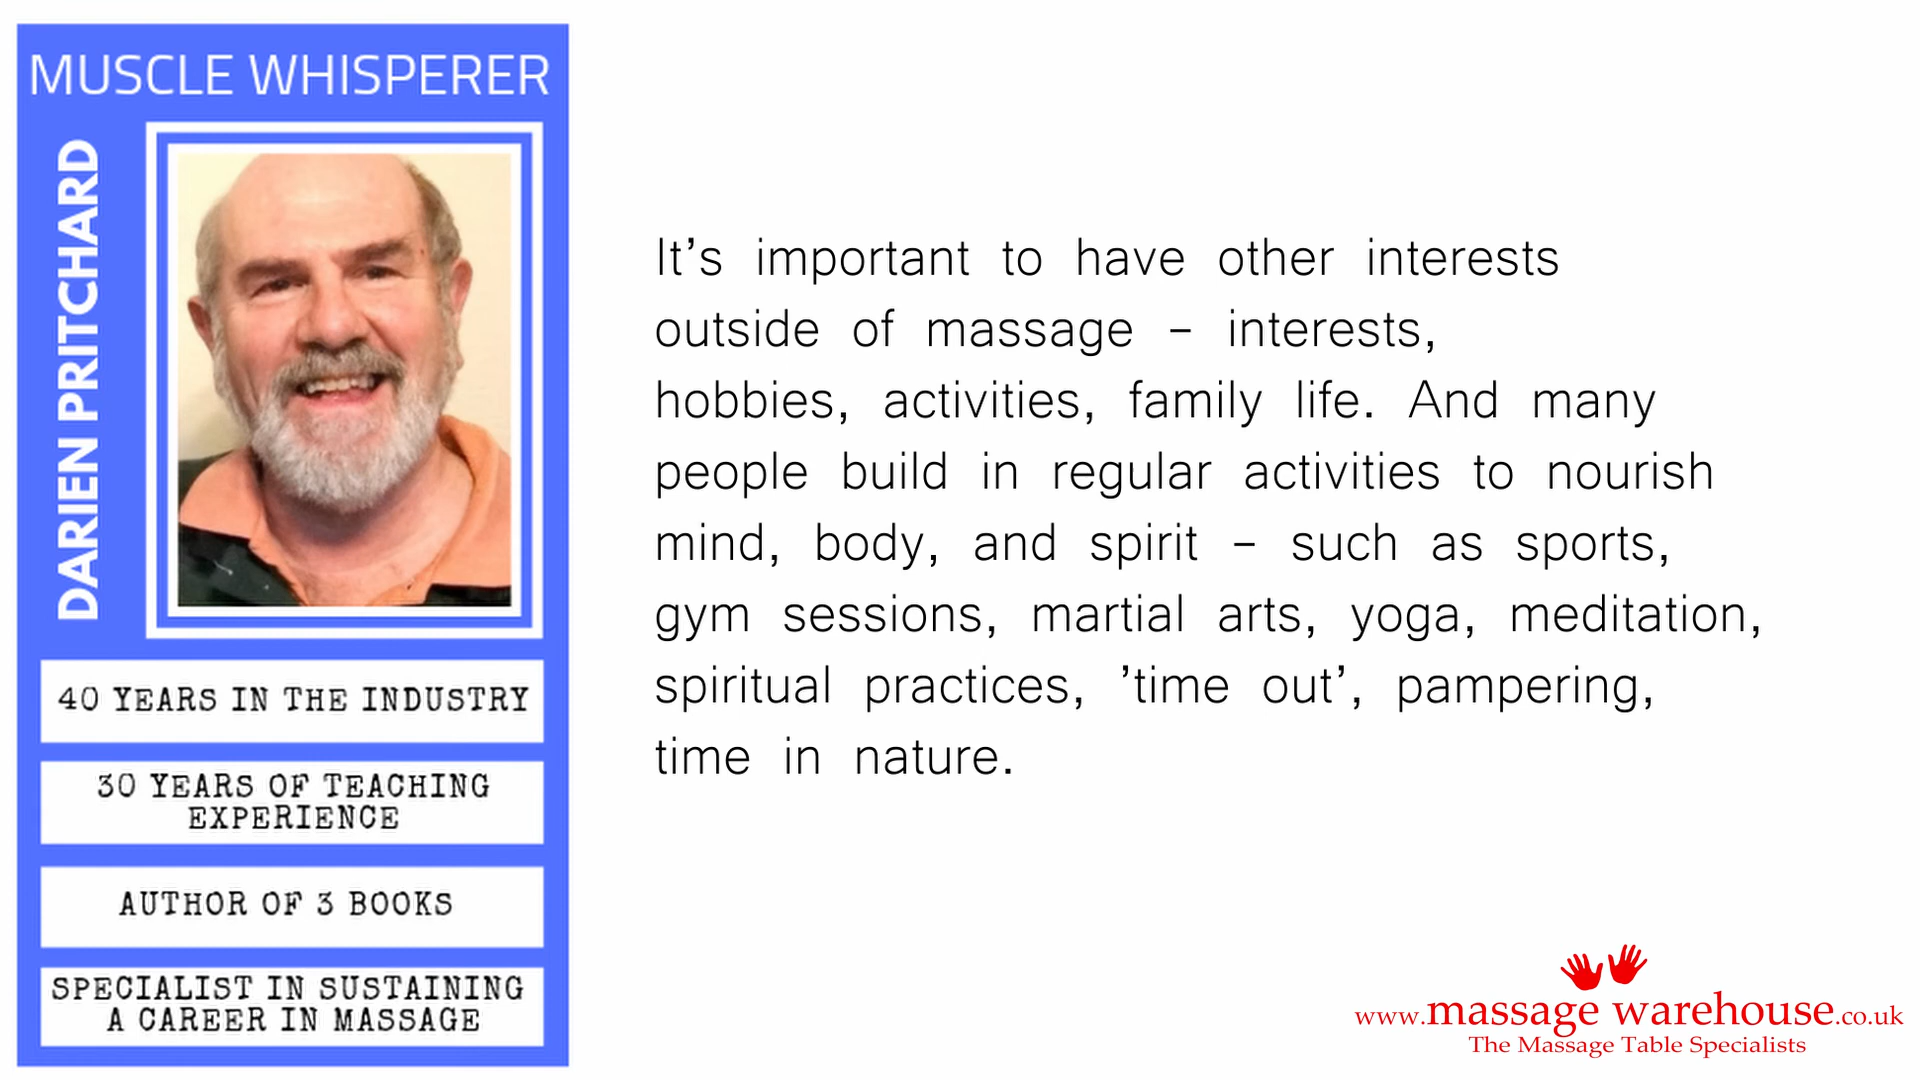 MUSCLE WHISPERER
DARIEN PRITCHARD
40 YEARS IN THE INDUSTRY
30 YEARS OF TEACHING
EXPERIENCE
AUTHOR OF 3 BOOKS
SPECIALIST IN SUSTAINING
A CAREER IN MASSAGE
It’s important to have other interests
outside of massage – interests,
hobbies, activities, family life. And many
people build in regular activities to nourish
mind, body, and spirit – such as sports,
gym sessions, martial arts, yoga, meditation,
spiritual practices, ’time out’, pampering,
time in nature.
www.massage warehouse.co.uk
The Massage Table Specialists